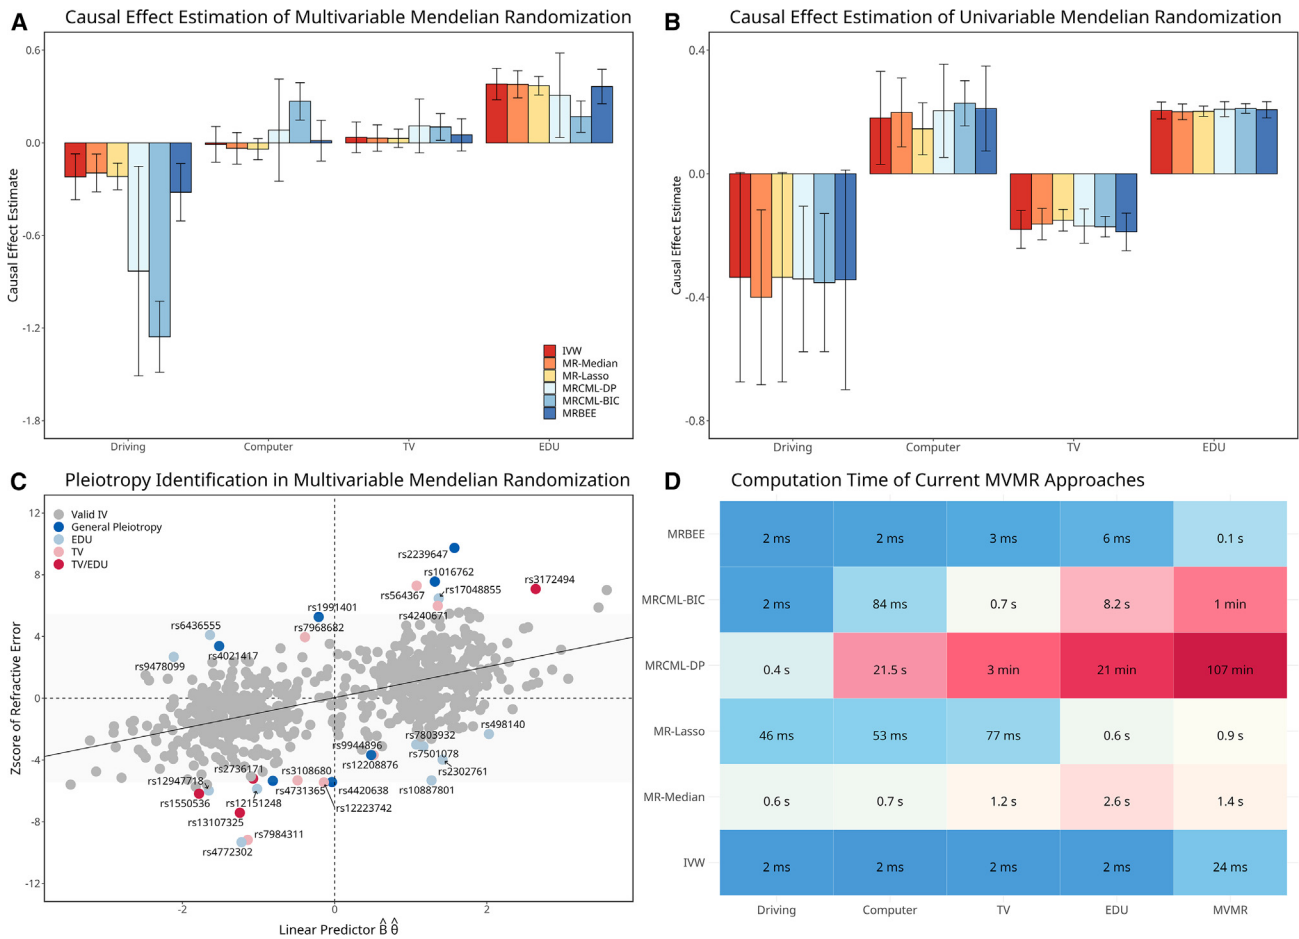 A Causal Effect Estimation of Multivariable Mendelian Randomization
0.6
0.0
-0.6
-1.2
-1.8
Causal Effect Estimate
IVW
MR-Median
MR-Lasso
MRCML-DP
MRCML-BIC
MRBEE
Driving Computer TV EDU
B Causal Effect Estimation of Univariable Mendelian Randomization
0.4
0.0
-0.4
-0.8
Causal Effect Estimate
Driving Computer TV EDU
C Pleiotropy Identification in Multivariable Mendelian Randomization
12
8
4
0
-4
-8
-12
Zscore of Refractive Error
Valid IV
General Pleiotropy
EDU
TV
TV/EDU
rs2239647
rs1016762
rs564367
rs17048855
rs3172494
rs4240671
rs1991401
rs7968682
rs6436555
rs4021417
rs9478099
rs498140
rs7803932
rs9944896
rs7501078
rs12208876
rs2302761
rs10887801
rs2736171
rs3108680
rs12947718
rs4731365
rs4420638
rs1550536
rs12151248
rs12223742
rs13107325
rs7984311
rs4772302
-2 0 2
Linear Predictor B̂ θ̂
D Computation Time of Current MVMR Approaches
MRBEE 2 ms 2 ms 3 ms 6 ms 0.1 s
MRCML-BIC 2 ms 84 ms 0.7 s 8.2 s 1 min
MRCML-DP 0.4 s 21.5 s 3 min 21 min 107 min
MR-Lasso 46 ms 53 ms 77 ms 0.6 s 0.9 s
MR-Median 0.6 s 0.7 s 1.2 s 2.6 s 1.4 s
IVW 2 ms 2 ms 2 ms 2 ms 24 ms
Driving Computer TV EDU MVMR